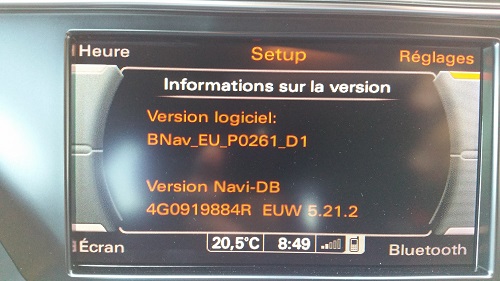 Heure Setup Réglages
Informations sur la version
Version logiciel:
BNav_EU_P0261_D1
Version Navi-DB
4G0919884R EUW 5.21.2
Écran 20,5°C 8:49 Bluetooth